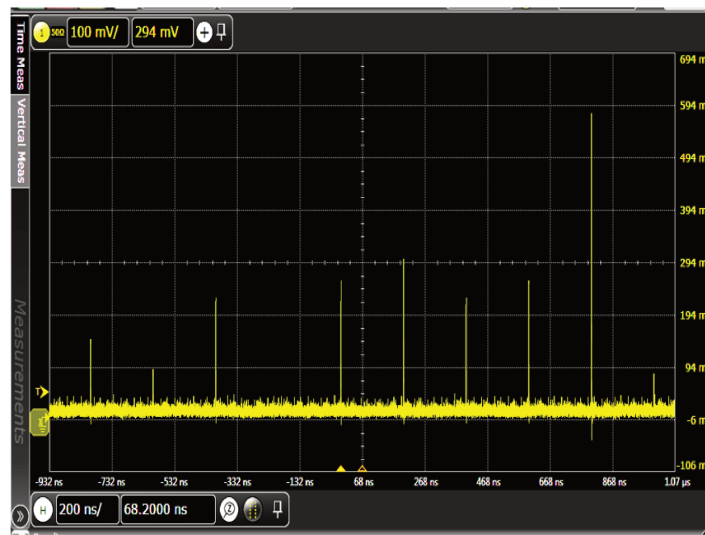 1 50Ω 100 mV/ 294 mV +
Time Meas
Vertical Meas
Measurements
694 m
594 m
494 m
394 m
294 m
194 m
94 m
-6 m
-106 m
T
-932 ns -732 ns -532 ns -332 ns -132 ns 68 ns 268 ns 468 ns 668 ns 868 ns 1.07 µs
H 200 ns/ 68.2000 ns Z